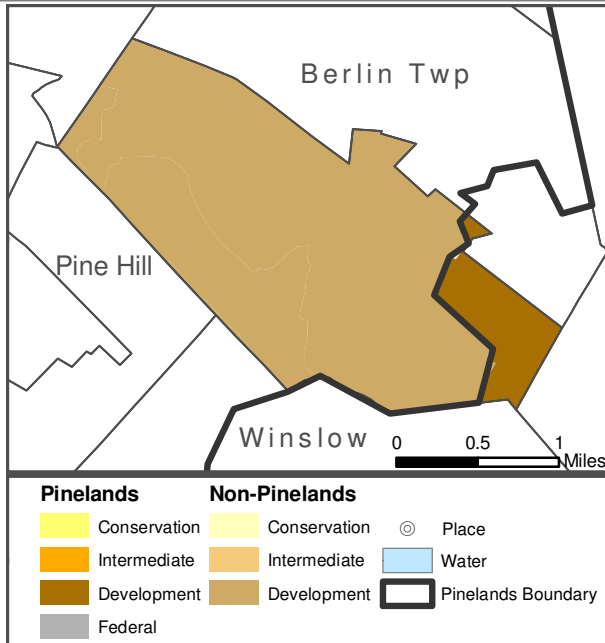 Berlin Twp
Pine Hill
Winslow
0 0.5 1
Miles
Pinelands Non-Pinelands
Conservation Conservation Place
Intermediate Intermediate Water
Development Development Pinelands Boundary
Federal